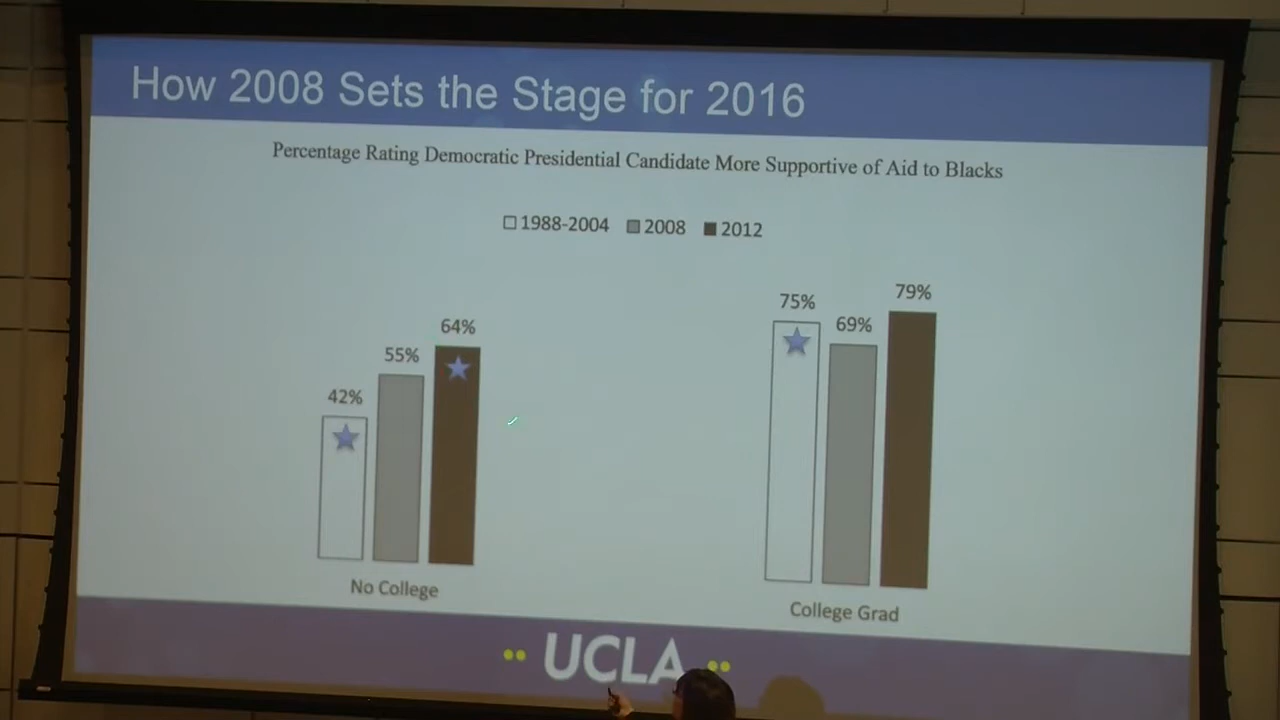 How 2008 Sets the Stage for 2016
Percentage Rating Democratic Presidential Candidate More Supportive of Aid to Blacks
1988-2004 2008 2012
42%
55%
64%
75%
69%
79%
No College
College Grad
UCLA